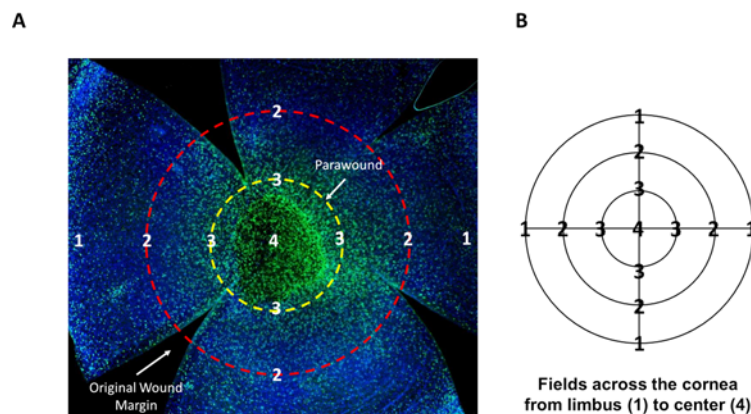 A
B
2
3
Parawound
1 2 3 4 3 2 1
3
2
Original Wound
Margin
1
2
3
1 2 3 4 3 2 1
3
2
1
Fields across the cornea
from limbus (1) to center (4)